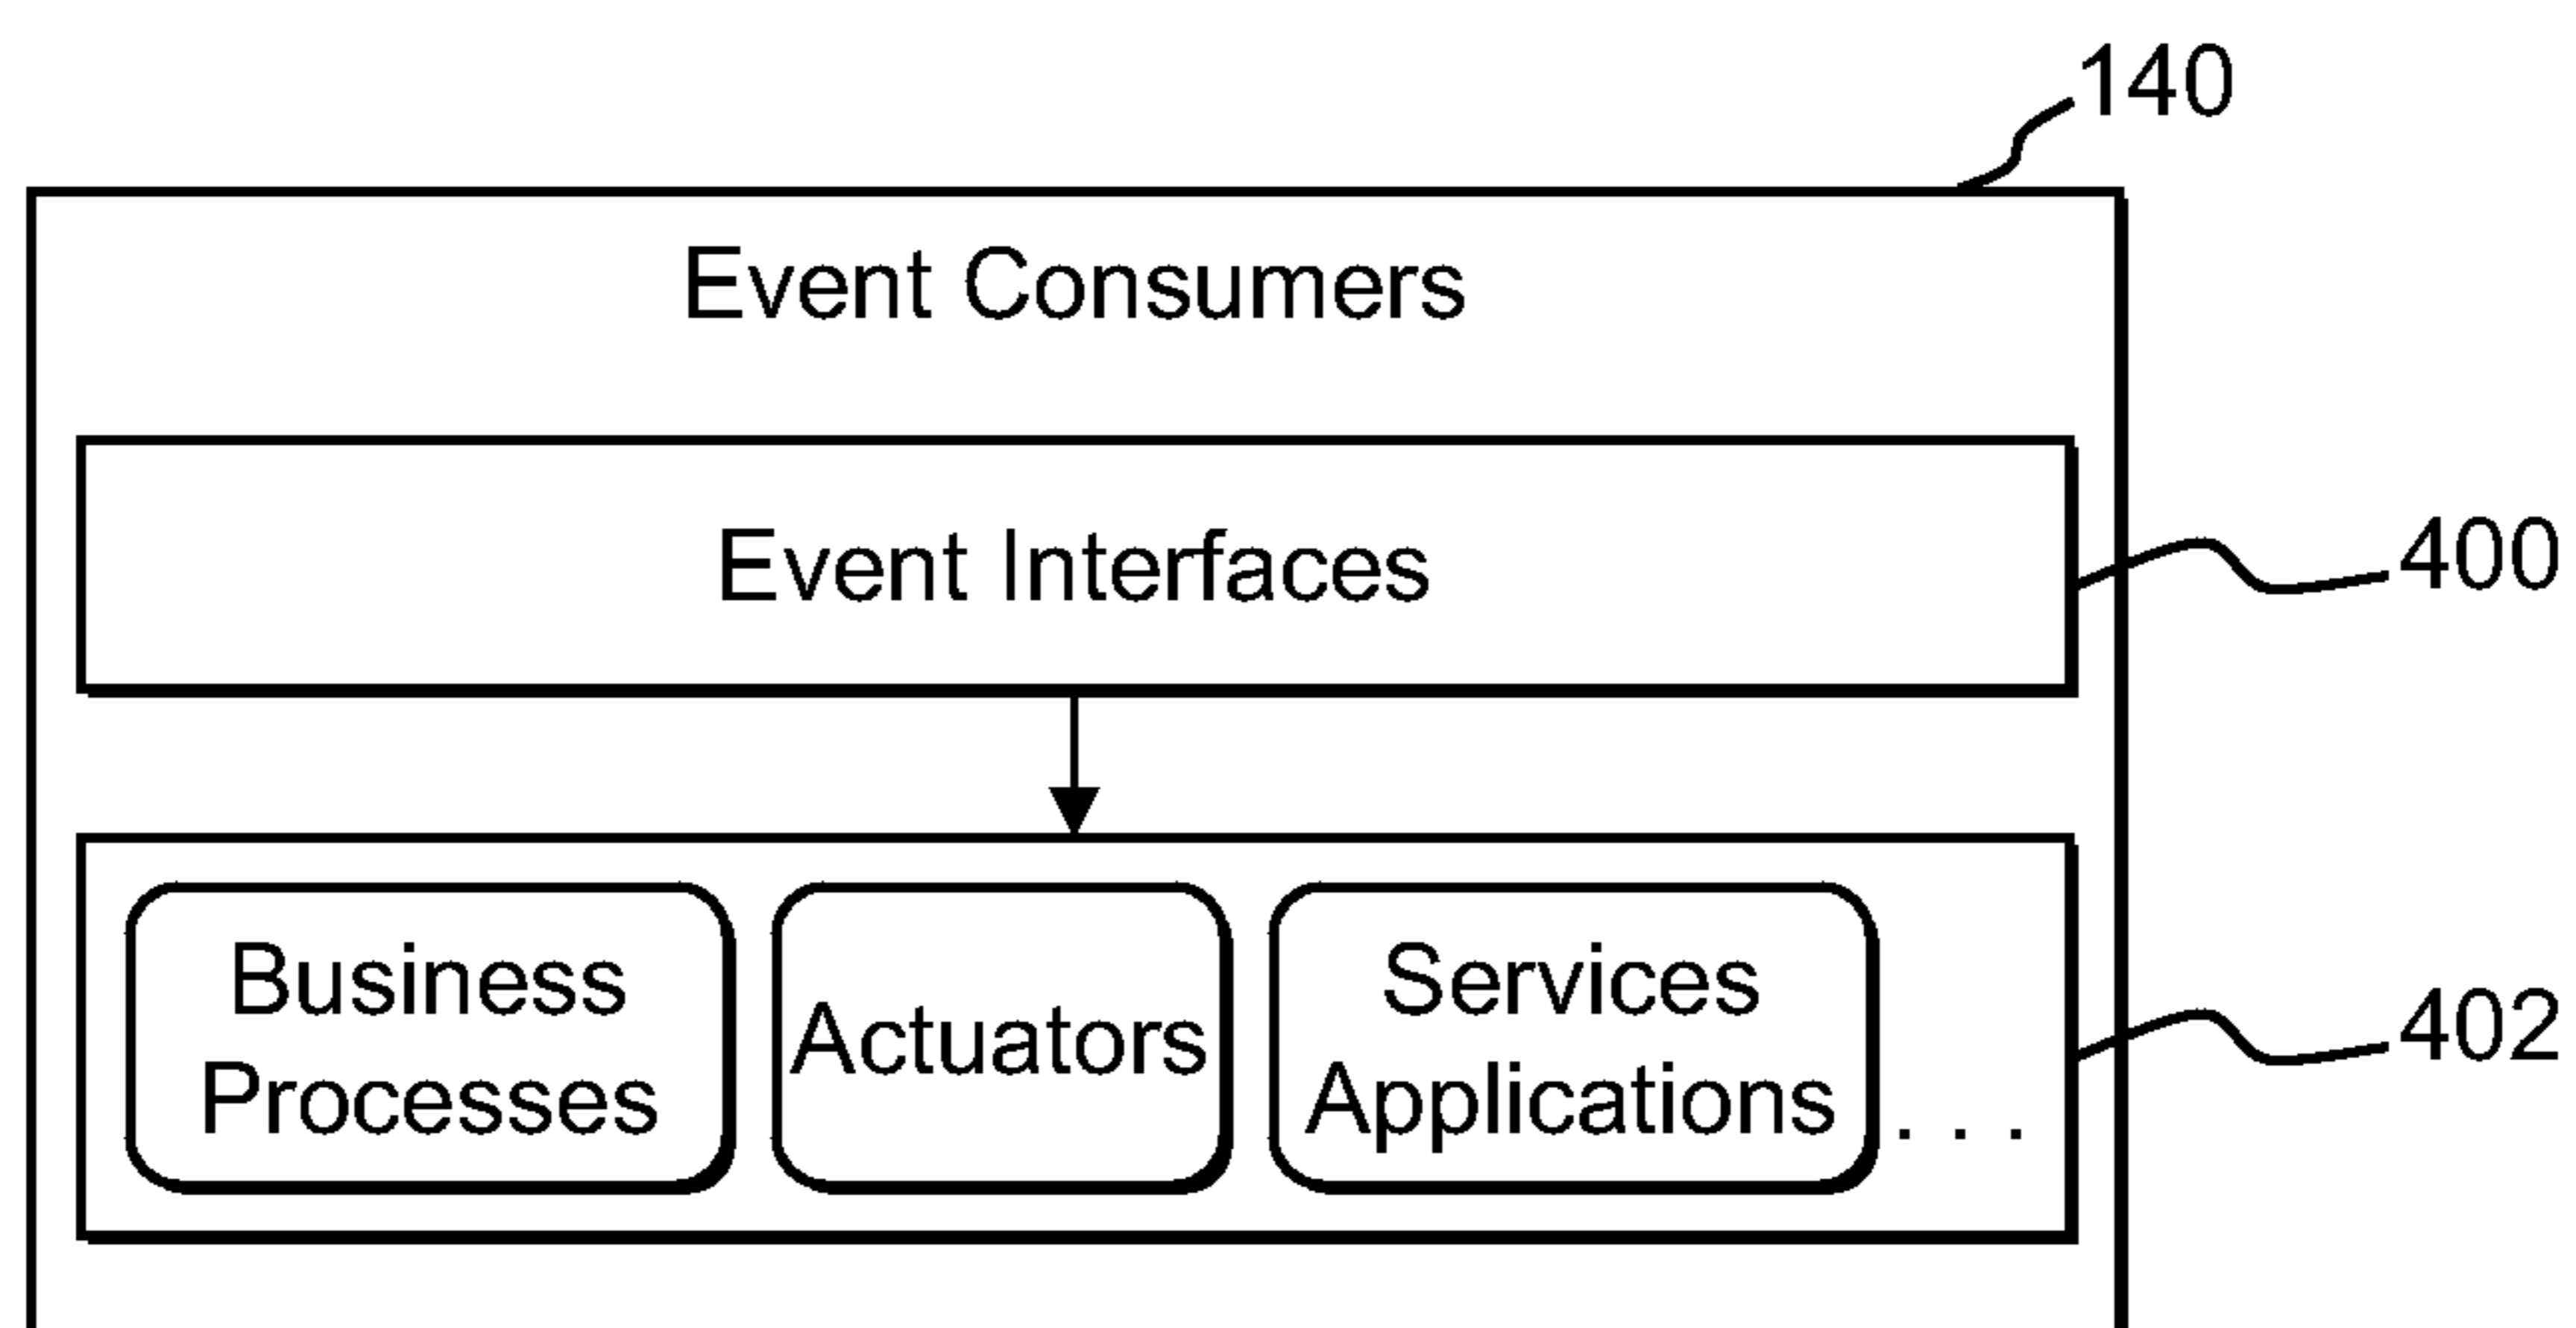 140
Event Consumers
Event Interfaces
400
Business
Processes
Actuators
Services
Applications
. . .
402